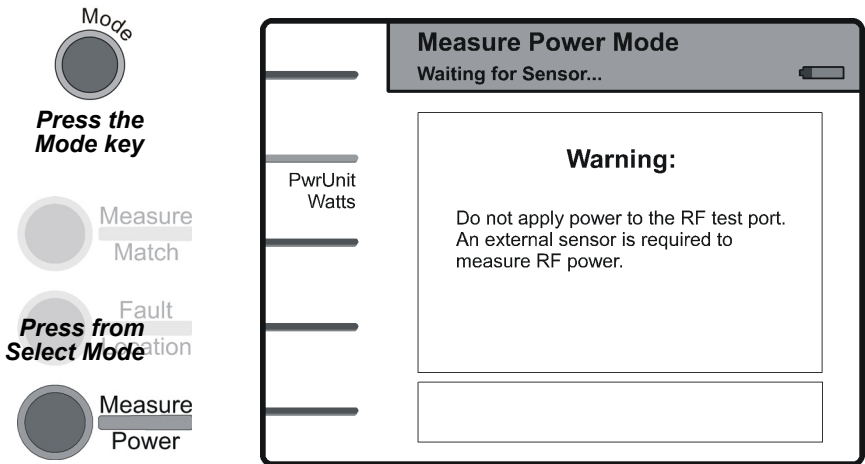 Mode
Press the
Mode key
Measure
Match
Fault
Location
Press from
Select Mode
Measure
Power
Measure Power Mode
Waiting for Sensor...
PwrUnit
Watts
Warning:
Do not apply power to the RF test port.
An external sensor is required to
measure RF power.